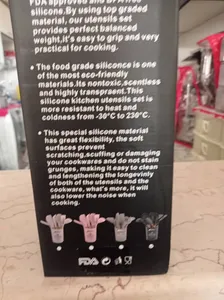 FDA approved and BPA free
silicone.By using top graded
material, our utensils set
provides perfect balanced
weight,it's easy to grip and very
practical for cooking.
● The food grade siliconce is one
of the most eco-friendly
materials. Its nontoxic,scentless
and highly transpraent.This
silicone kitchen utensils set is
more resistant to heat and
coldness from -30°C to 230°C.
● This special silicone material
has great flexibility, the soft
surfaces prevent
scratching,scuffing or damaging
your cookwares and do not stain
grunges, making it easy to clean
and lengthening the longevinly
of both of the utensils and the
cookware, what's more, it will
also lower the noise when
cooking.
FDA